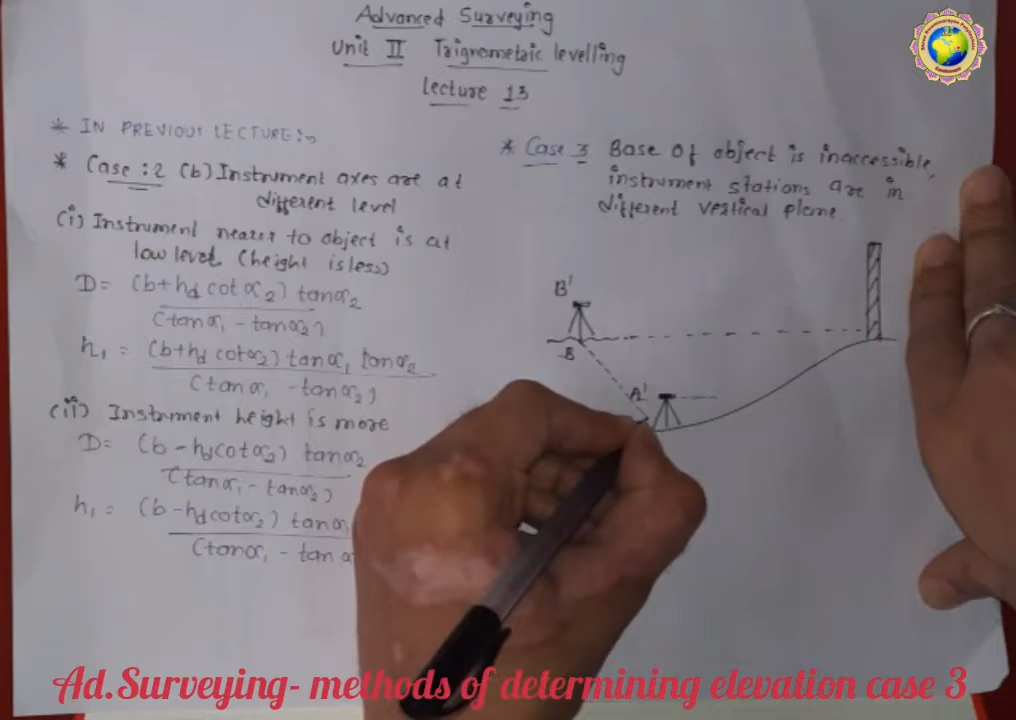 Advanced Surveying
Unit II Trignometric levelling
Lecture 13
* IN PREVIOUS LECTURE:
* Case:2 (b) Instrument axes are at
different level
(i) Instrument nearer to object is at
low level (height is less)
D = (b+hd cot α2) tan α2
(tan α1 - tan α2)
h1 = (b+hd cot α2) tan α1 tan α2
(tan α1 - tan α2)
(ii) Instrument height is more
D = (b - hd cot α2) tan α2
(tan α1 - tan α2)
h1 = (b - hd cot α2) tan α1
(tan α1 - tan α
* Case 3 Base of object is inaccessible,
instrument stations are in
different vertical plane
B'
B
A'
Ad.Surveying- methods of determining elevation case 3